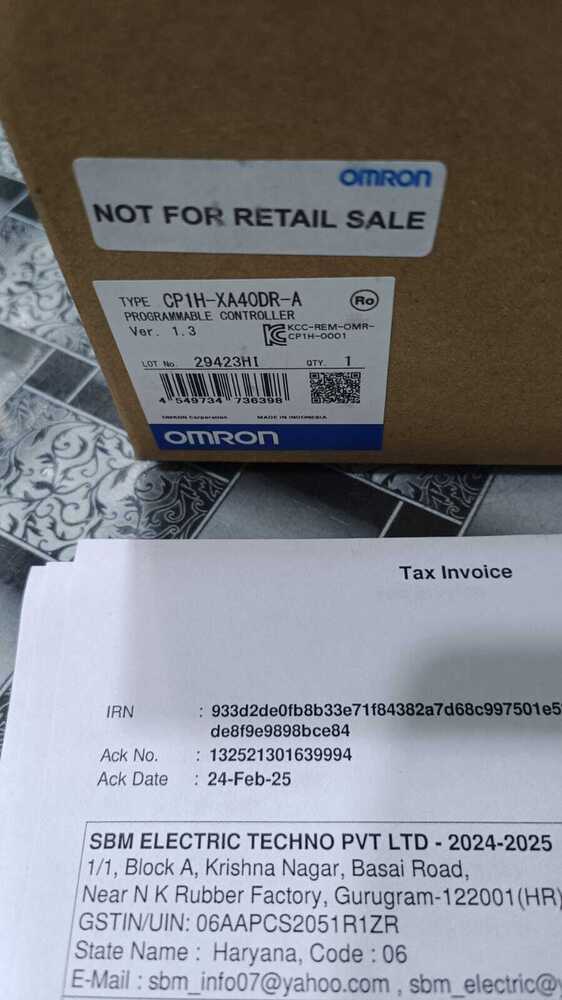 OMRON
NOT FOR RETAIL SALE
TYPE CP1H-XA40DR-A
Ro
PROGRAMMABLE CONTROLLER
Ver. 1.3
KCC-REM-OMR-
CP1H-0001
LOT No. 29423HI QTY. 1
4 549734 736398
OMRON Corporation MADE IN INDONESIA
OMRON
Tax Invoice
IRN : 933d2de0fb8b33e71f84382a7d68c997501e5
de8f9e9898bce84
Ack No. : 132521301639994
Ack Date : 24-Feb-25
SBM ELECTRIC TECHNO PVT LTD - 2024-2025
1/1, Block A, Krishna Nagar, Basai Road,
Near N K Rubber Factory, Gurugram-122001(HR)
GSTIN/UIN: 06AAPCS2051R1ZR
State Name : Haryana, Code : 06
E-Mail : sbm_info07@yahoo.com , sbm_electric@